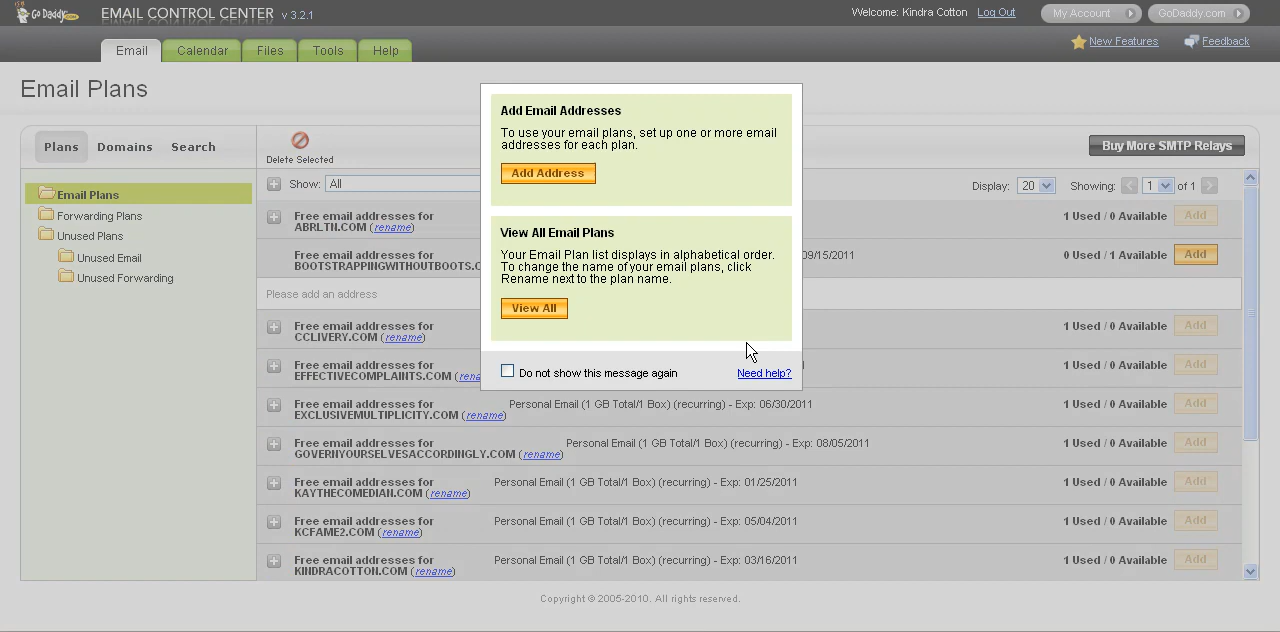 Go Daddy.com EMAIL CONTROL CENTER v 3.2.1 Welcome: Kindra Cotton Log Out My Account GoDaddy.com
Email Calendar Files Tools Help New Features Feedback
Email Plans
Plans Domains Search
Delete Selected
Buy More SMTP Relays
Email Plans
Forwarding Plans
Unused Plans
Unused Email
Unused Forwarding
Show: All Display: 20 Showing: 1 of 1
Free email addresses for
ABRLTH.COM (rename) 1 Used / 0 Available Add
Free email addresses for
BOOTSTRAPPINGWITHOUTBOOTS.C 09/15/2011 0 Used / 1 Available Add
Please add an address
Free email addresses for
CCLIVERY.COM (rename) 1 Used / 0 Available Add
Free email addresses for
EFFECTIVECOMPLAINTS.COM (rena 1 Used / 0 Available Add
Free email addresses for
EXCLUSIVEMULTIPLICITY.COM (rename) Personal Email (1 GB Total/1 Box) (recurring) - Exp: 06/30/2011 1 Used / 0 Available Add
Free email addresses for
GOVERNYOURSELVESACCORDINGLY.COM (rename) Personal Email (1 GB Total/1 Box) (recurring) - Exp: 08/05/2011 1 Used / 0 Available Add
Free email addresses for
KAYTHECOMEDIAN.COM (rename) Personal Email (1 GB Total/1 Box) (recurring) - Exp: 01/25/2011 1 Used / 0 Available Add
Free email addresses for
KCFAME2.COM (rename) Personal Email (1 GB Total/1 Box) (recurring) - Exp: 05/04/2011 1 Used / 0 Available Add
Free email addresses for
KINDRACOTTON.COM (rename) Personal Email (1 GB Total/1 Box) (recurring) - Exp: 03/16/2011 1 Used / 0 Available Add
Add Email Addresses
To use your email plans, set up one or more email
addresses for each plan.
Add Address
View All Email Plans
Your Email Plan list displays in alphabetical order.
To change the name of your email plans, click
Rename next to the plan name.
View All
Do not show this message again Need help?
Copyright © 2005-2010. All rights reserved.